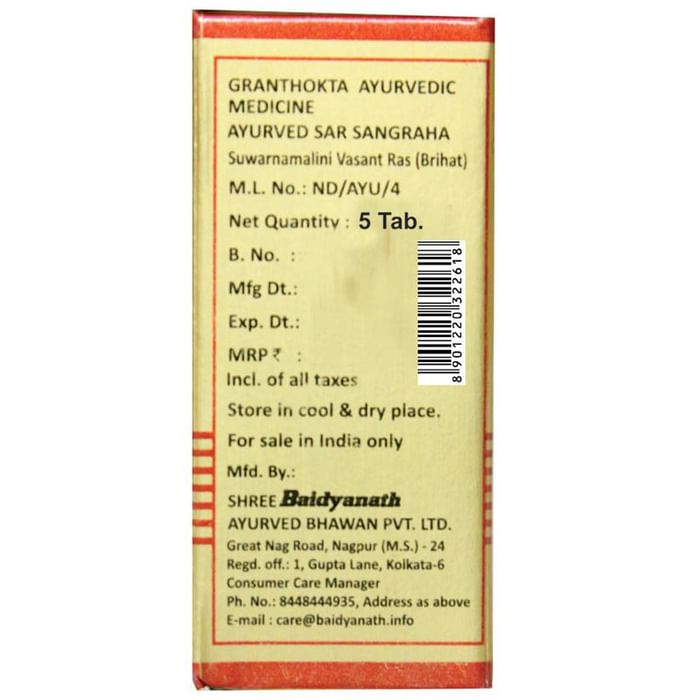 GRANTHOKTA AYURVEDIC
MEDICINE
AYURVED SAR SANGRAHA
Suwarnamalini Vasant Ras (Brihat)
M.L. No.: ND/AYU/4
Net Quantity : 5 Tab.
B. No. :
Mfg Dt.:
Exp. Dt.:
MRP ₹ :
Incl. of all taxes
Store in cool & dry place.
For sale in India only
Mfd. By.:
SHREE Baidyanath
AYURVED BHAWAN PVT. LTD.
Great Nag Road, Nagpur (M.S.) - 24
Regd. off.: 1, Gupta Lane, Kolkata-6
Consumer Care Manager
Ph. No.: 8448444935, Address as above
E-mail : care@baidyanath.info
8 901220 322618